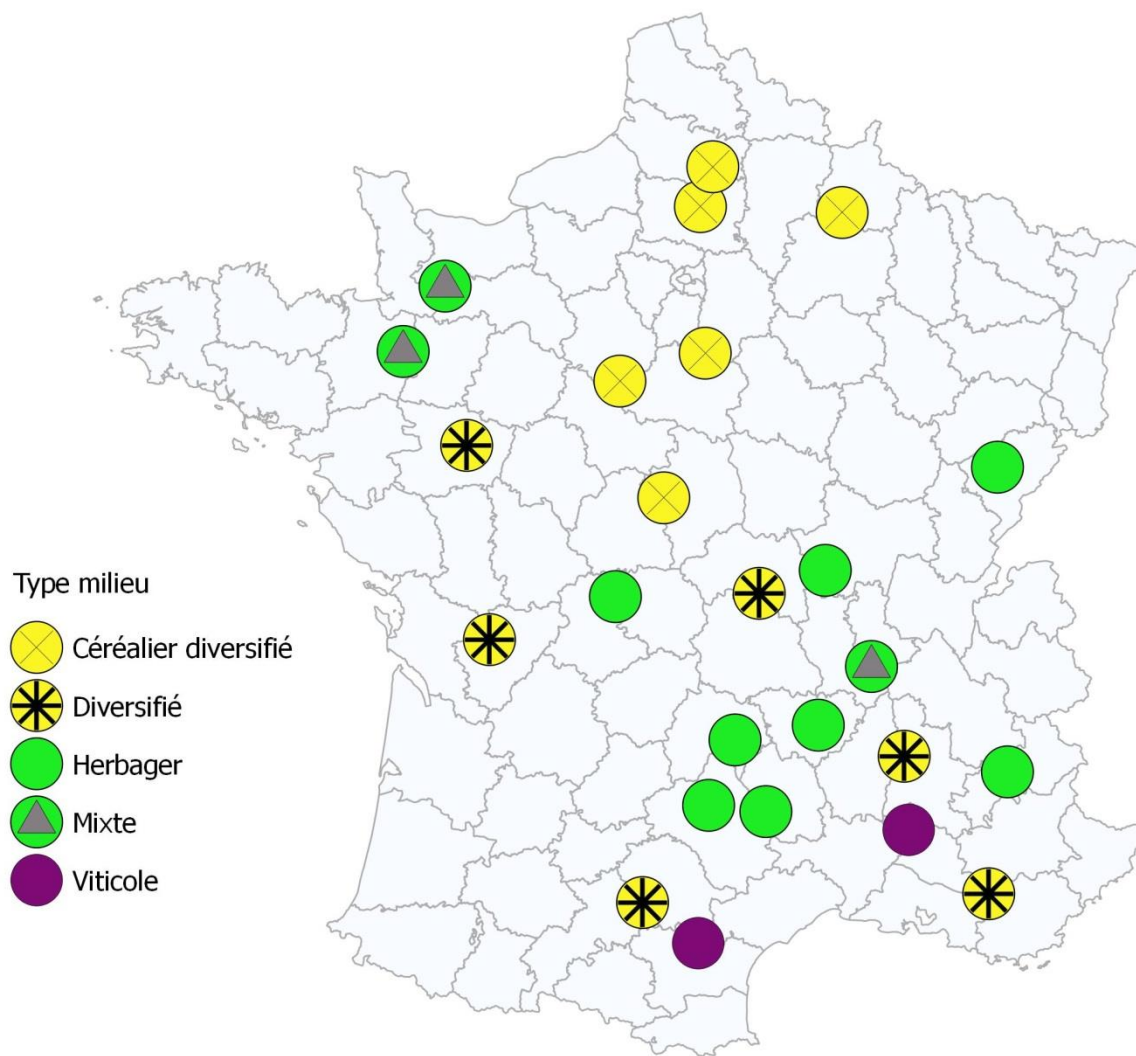 Type milieu
Céréalier diversifié
Diversifié
Herbager
Mixte
Viticole